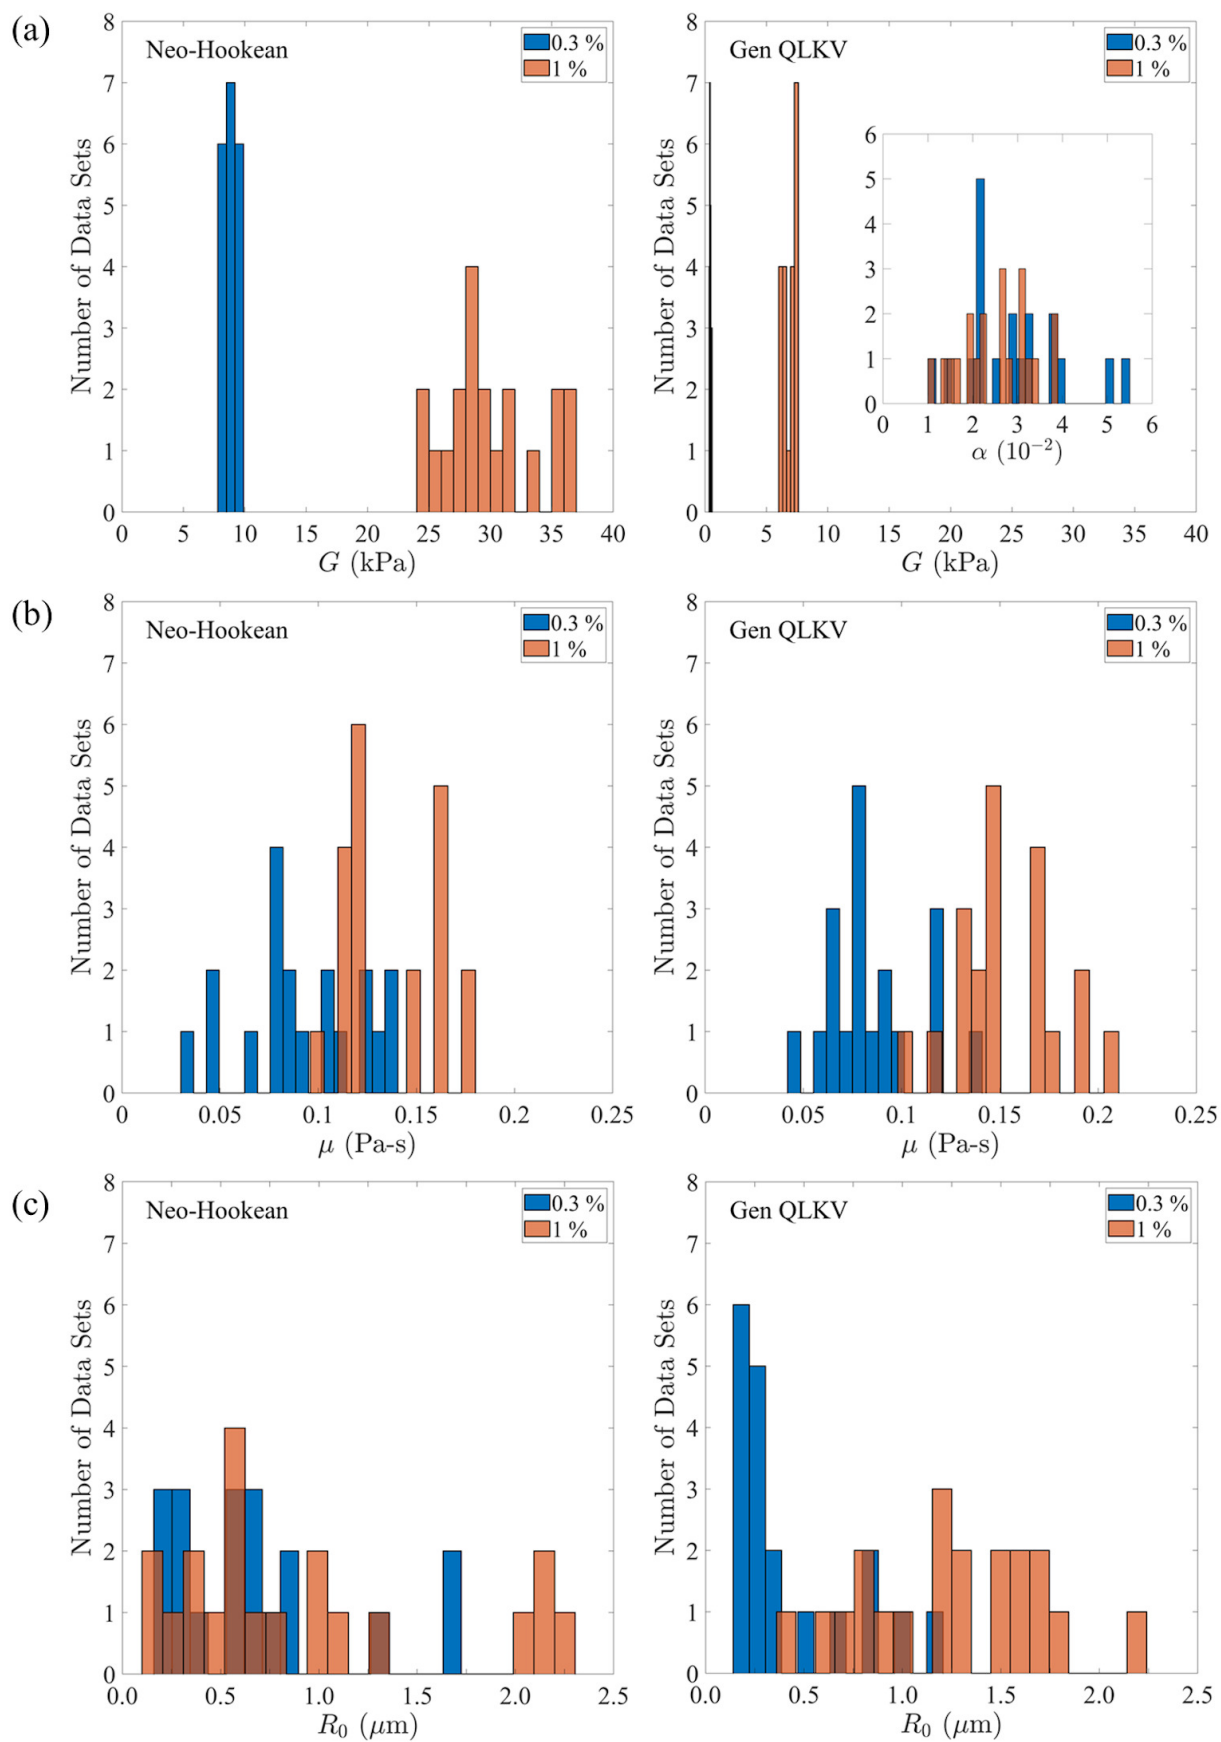 (a)
Neo-Hookean
0.3 %
1 %
Number of Data Sets
8
7
6
5
4
3
2
1
0
0 5 10 15 20 25 30 35 40
G (kPa)
Gen QLKV
0.3 %
1 %
Number of Data Sets
8
7
6
5
4
3
2
1
0
0 5 10 15 20 25 30 35 40
G (kPa)
6
5
4
3
2
1
0
0 1 2 3 4 5 6
α (10⁻²)
(b)
Neo-Hookean
0.3 %
1 %
Number of Data Sets
8
7
6
5
4
3
2
1
0
0 0.05 0.1 0.15 0.2 0.25
μ (Pa-s)
Gen QLKV
0.3 %
1 %
Number of Data Sets
8
7
6
5
4
3
2
1
0
0 0.05 0.1 0.15 0.2 0.25
μ (Pa-s)
(c)
Neo-Hookean
0.3 %
1 %
Number of Data Sets
8
7
6
5
4
3
2
1
0
0.0 0.5 1.0 1.5 2.0 2.5
R₀ (μm)
Gen QLKV
0.3 %
1 %
Number of Data Sets
8
7
6
5
4
3
2
1
0
0.0 0.5 1.0 1.5 2.0 2.5
R₀ (μm)